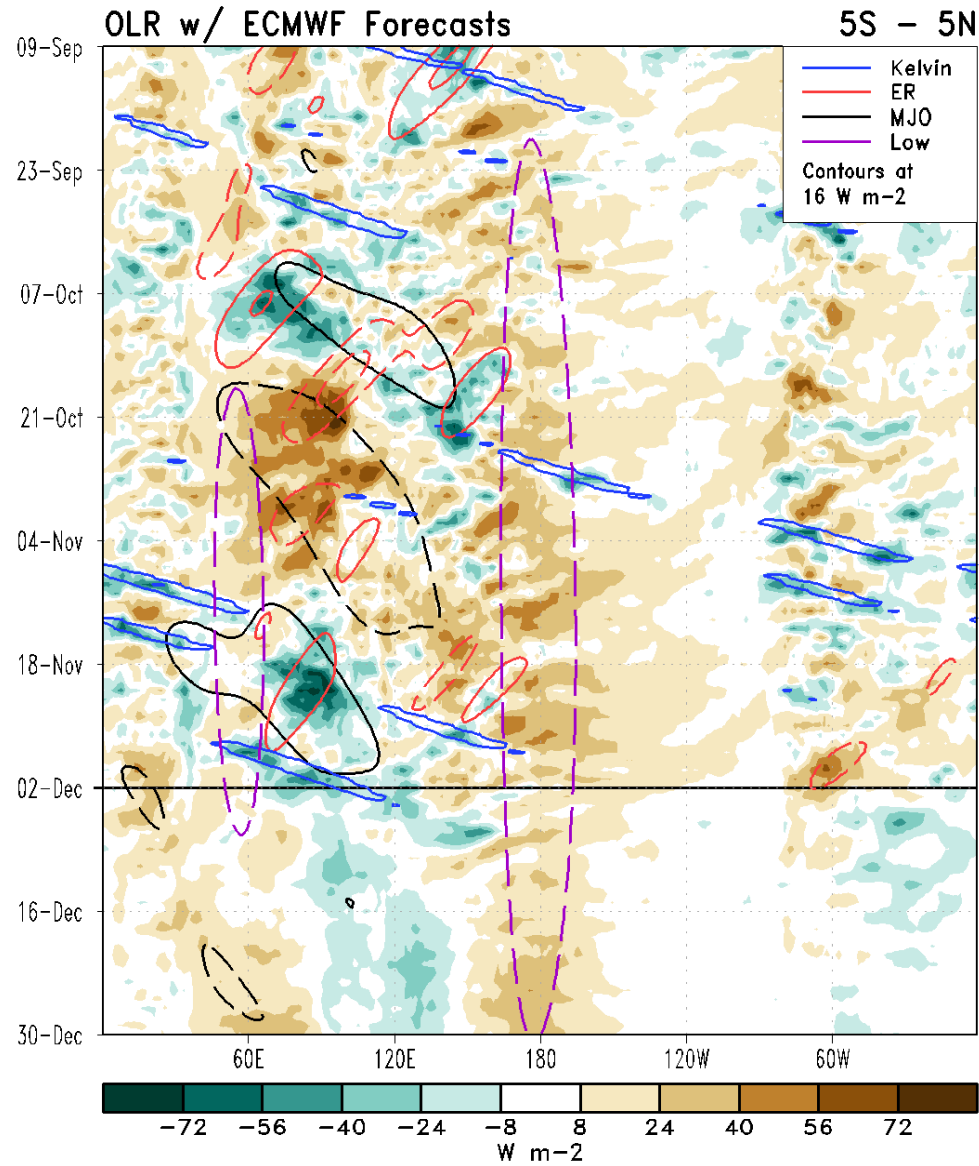 OLR w/ ECMWF Forecasts 5S - 5N
Kelvin
ER
MJO
Low
Contours at
16 W m-2
09-Sep
23-Sep
07-Oct
21-Oct
04-Nov
18-Nov
02-Dec
16-Dec
30-Dec
60E 120E 180 120W 60W
-72 -56 -40 -24 -8 8 24 40 56 72
W m-2